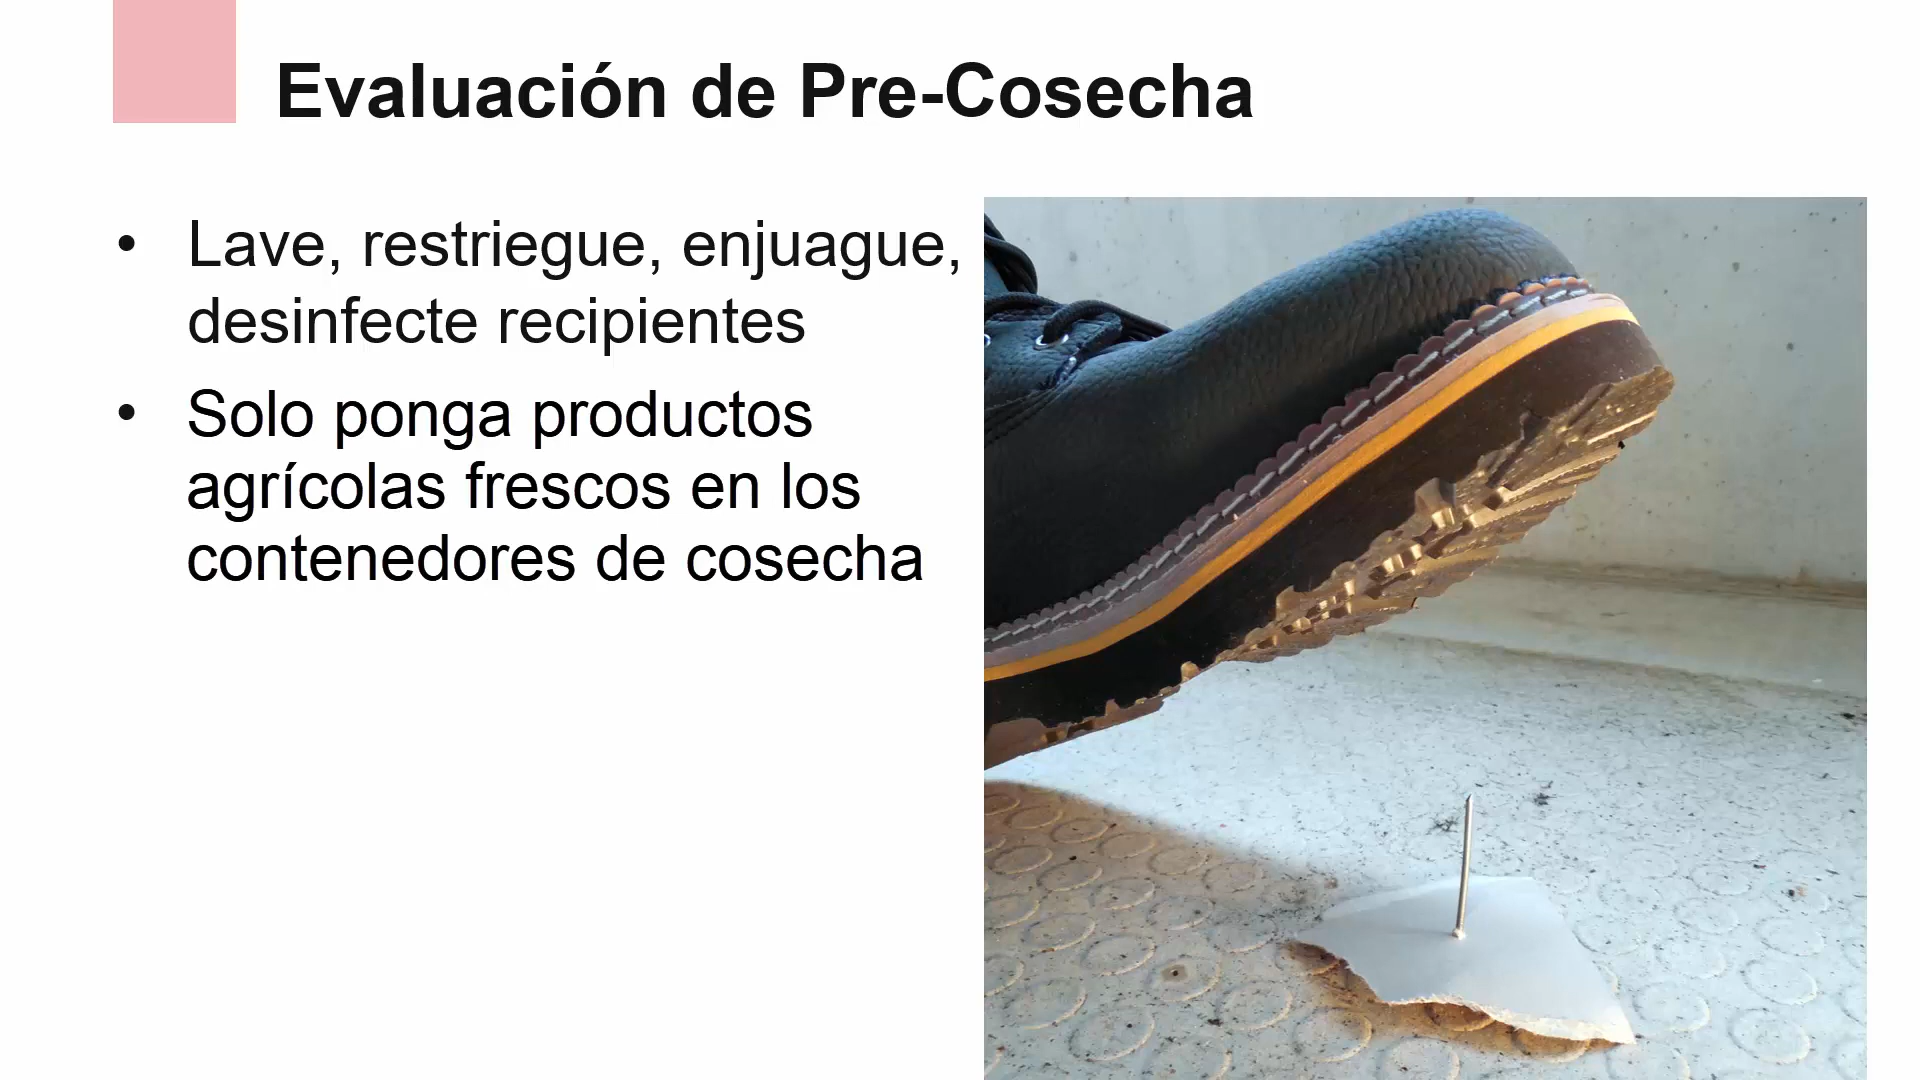 Evaluación de Pre-Cosecha
• Lave, restriegue, enjuague,
desinfecte recipientes
• Solo ponga productos
agrícolas frescos en los
contenedores de cosecha